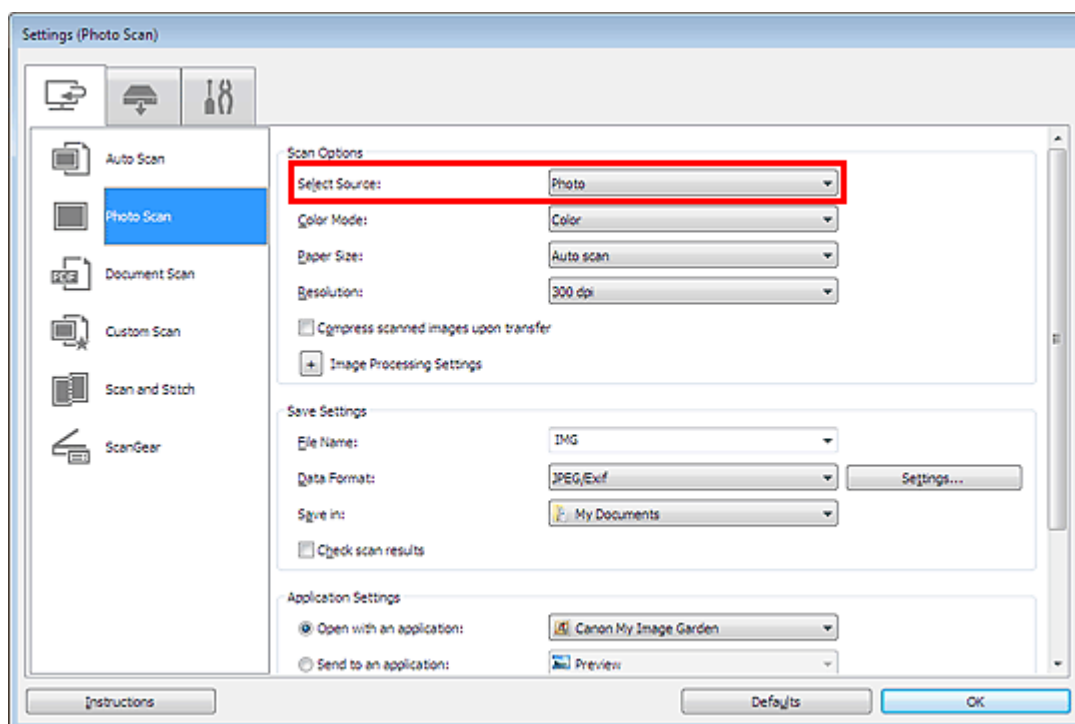 Settings (Photo Scan)
Auto Scan
Photo Scan
Document Scan
Custom Scan
Scan and Stitch
ScanGear
Scan Options
Select Source: Photo
Color Mode: Color
Paper Size: Auto scan
Resolution: 300 dpi
Compress scanned images upon transfer
+ Image Processing Settings
Save Settings
File Name: IMG
Data Format: JPEG/Exif Settings...
Save in: My Documents
Check scan results
Application Settings
Open with an application: Canon My Image Garden
Send to an application: Preview
Instructions Defaults OK